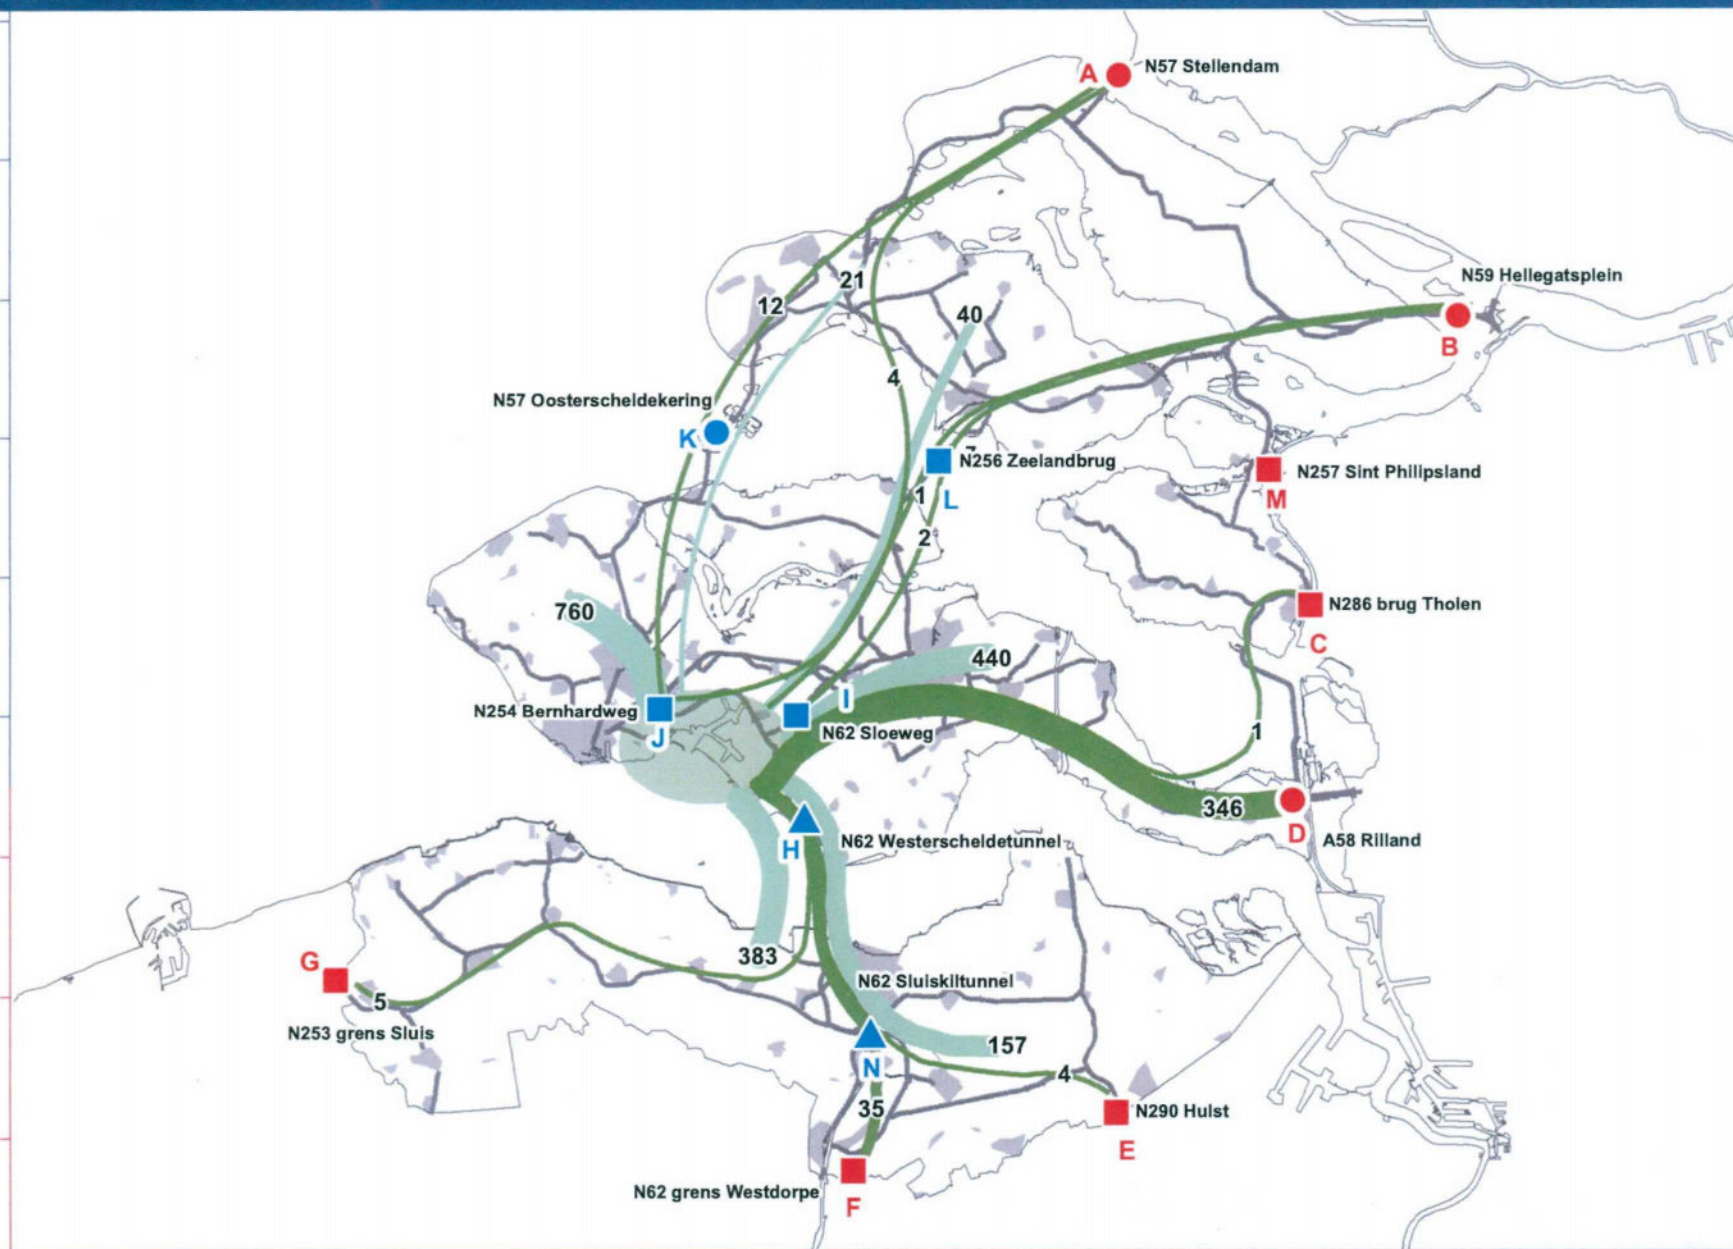 A
N57 Stellendam
N59 Hellegatsplein
21
12
40
B
4
N57 Oosterscheldekering
K
N256 Zeelandbrug
N257 Sint Philipsland
1
L
M
2
760
N286 brug Tholen
C
440
I
N254 Bernhardweg
J
N62 Sloeweg
1
346
D
N62 Westerscheldetunnel
A58 Rilland
H
383
G
N62 Sluiskiltunnel
5
N253 grens Sluis
157
N
4
35
N290 Hulst
E
N62 grens Westdorpe
F